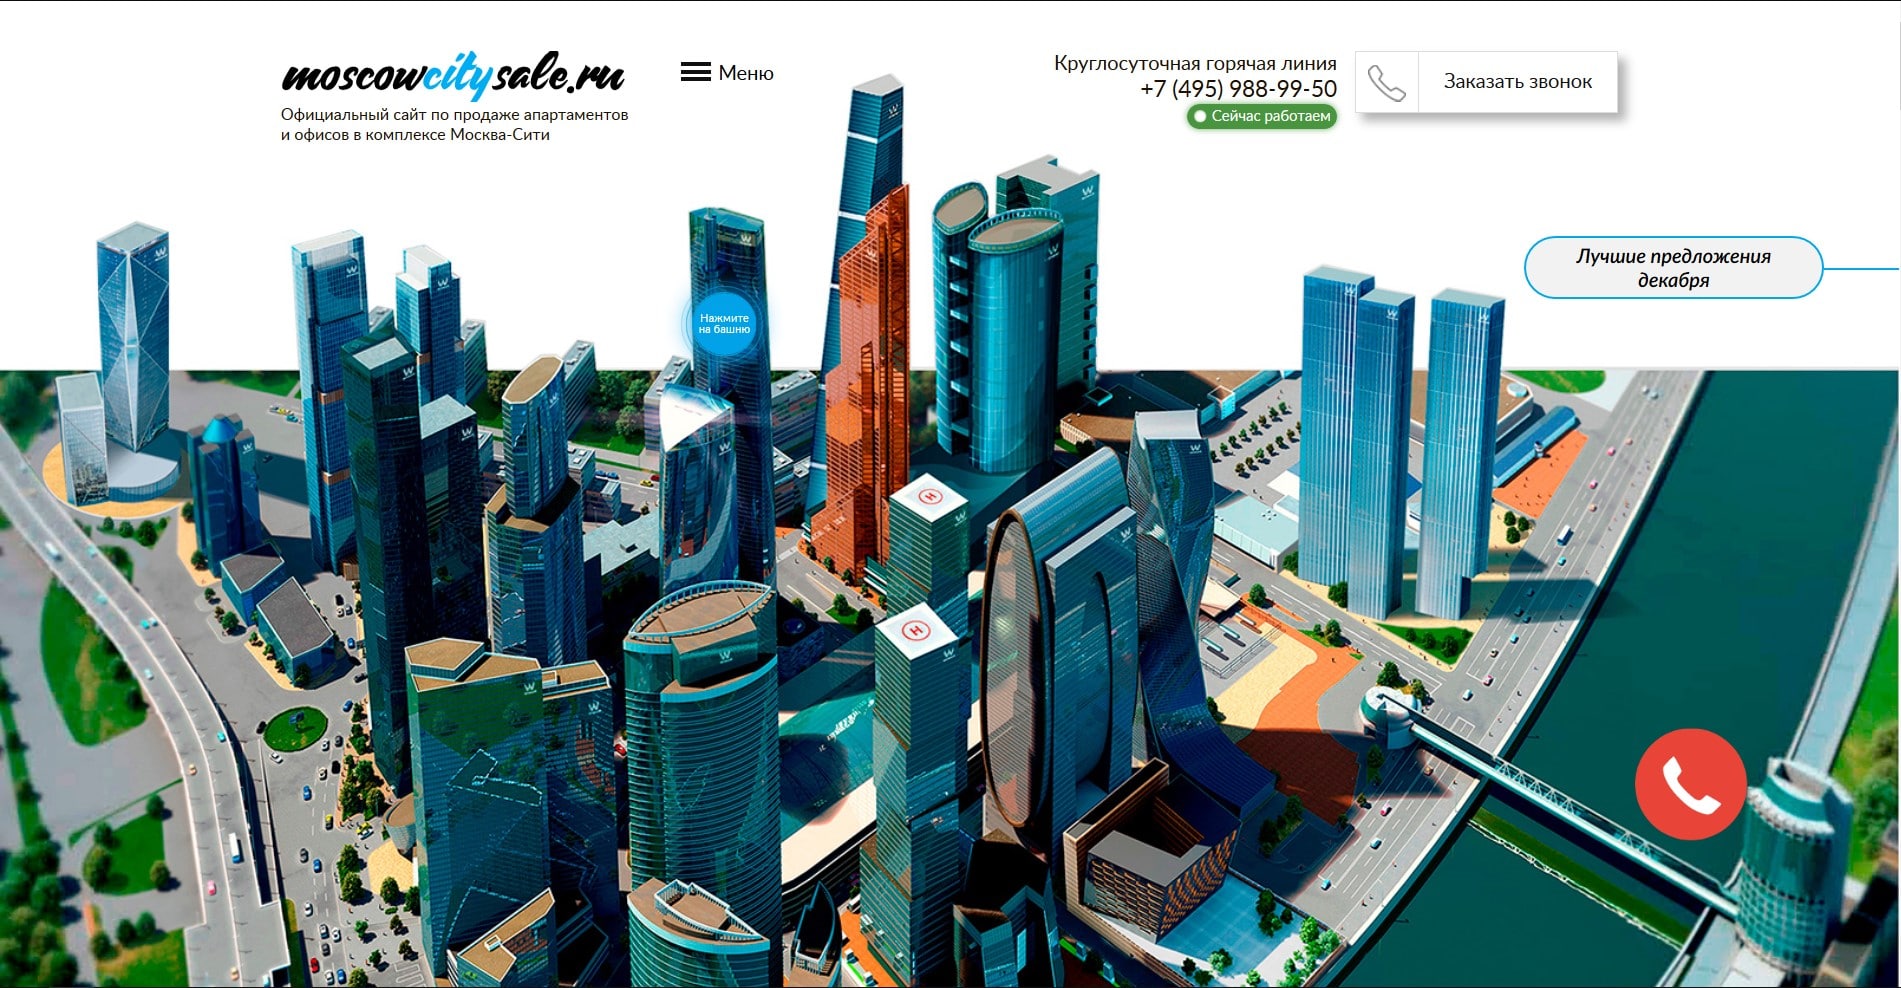 moscowcitysale.ru
Официальный сайт по продаже апартаментов
и офисов в комплексе Москва-Сити
Меню
Круглосуточная горячая линия
+7 (495) 988-99-50
Сейчас работаем
Заказать звонок
Лучшие предложения
декабря
Нажмите
на башню
H
H